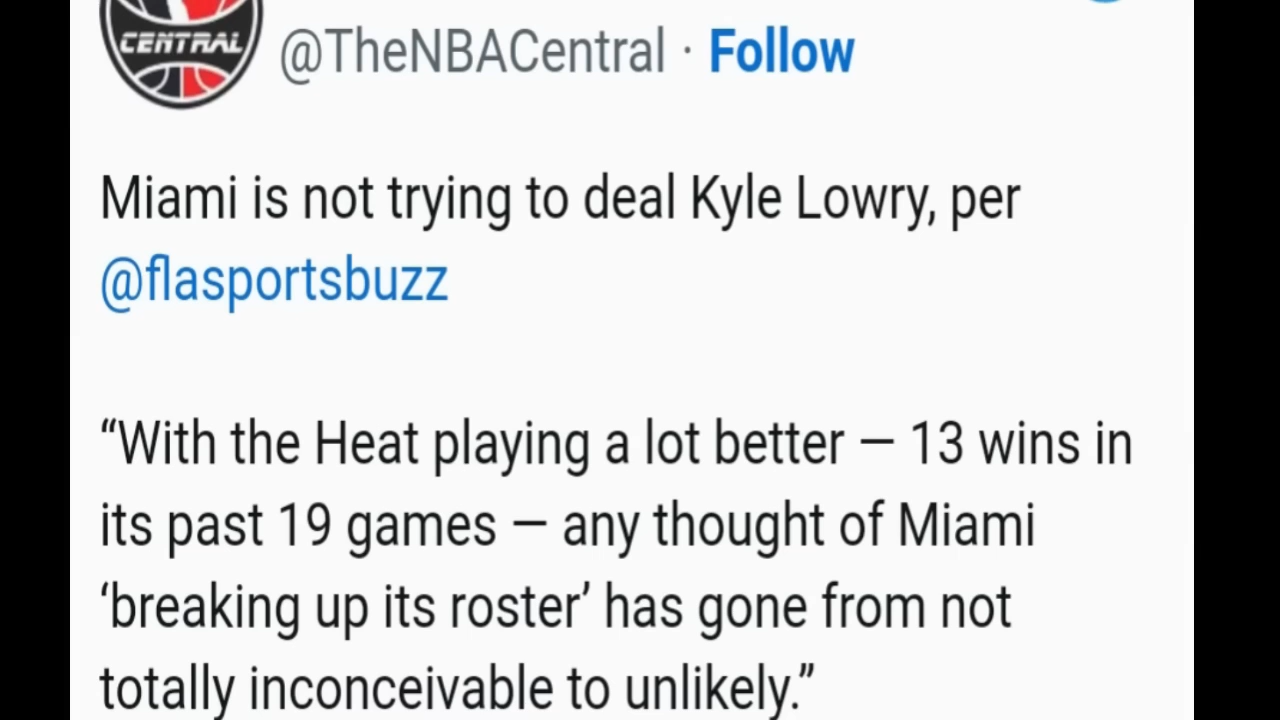 CENTRAL
@TheNBACentral · Follow
Miami is not trying to deal Kyle Lowry, per
@flasportsbuzz
“With the Heat playing a lot better — 13 wins in
its past 19 games — any thought of Miami
‘breaking up its roster’ has gone from not
totally inconceivable to unlikely.”